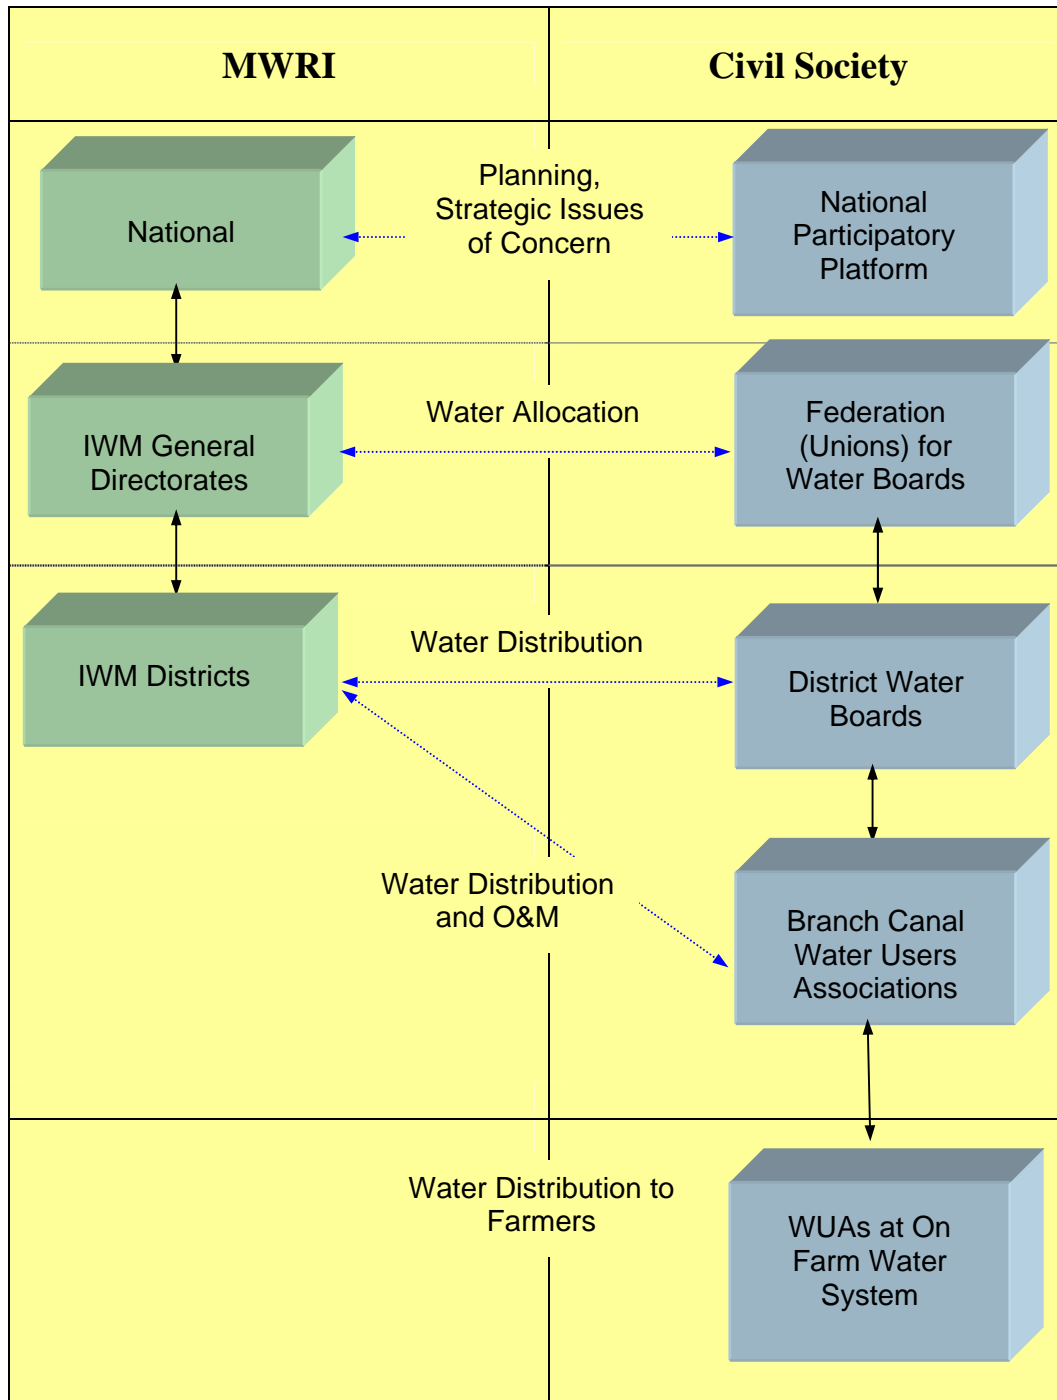 MWRI
Civil Society
Planning,
Strategic Issues
of Concern
National
National
Participatory
Platform
Water Allocation
IWM General
Directorates
Federation
(Unions) for
Water Boards
Water Distribution
IWM Districts
District Water
Boards
Water Distribution
and O&M
Branch Canal
Water Users
Associations
Water Distribution to
Farmers
WUAs at On
Farm Water
System